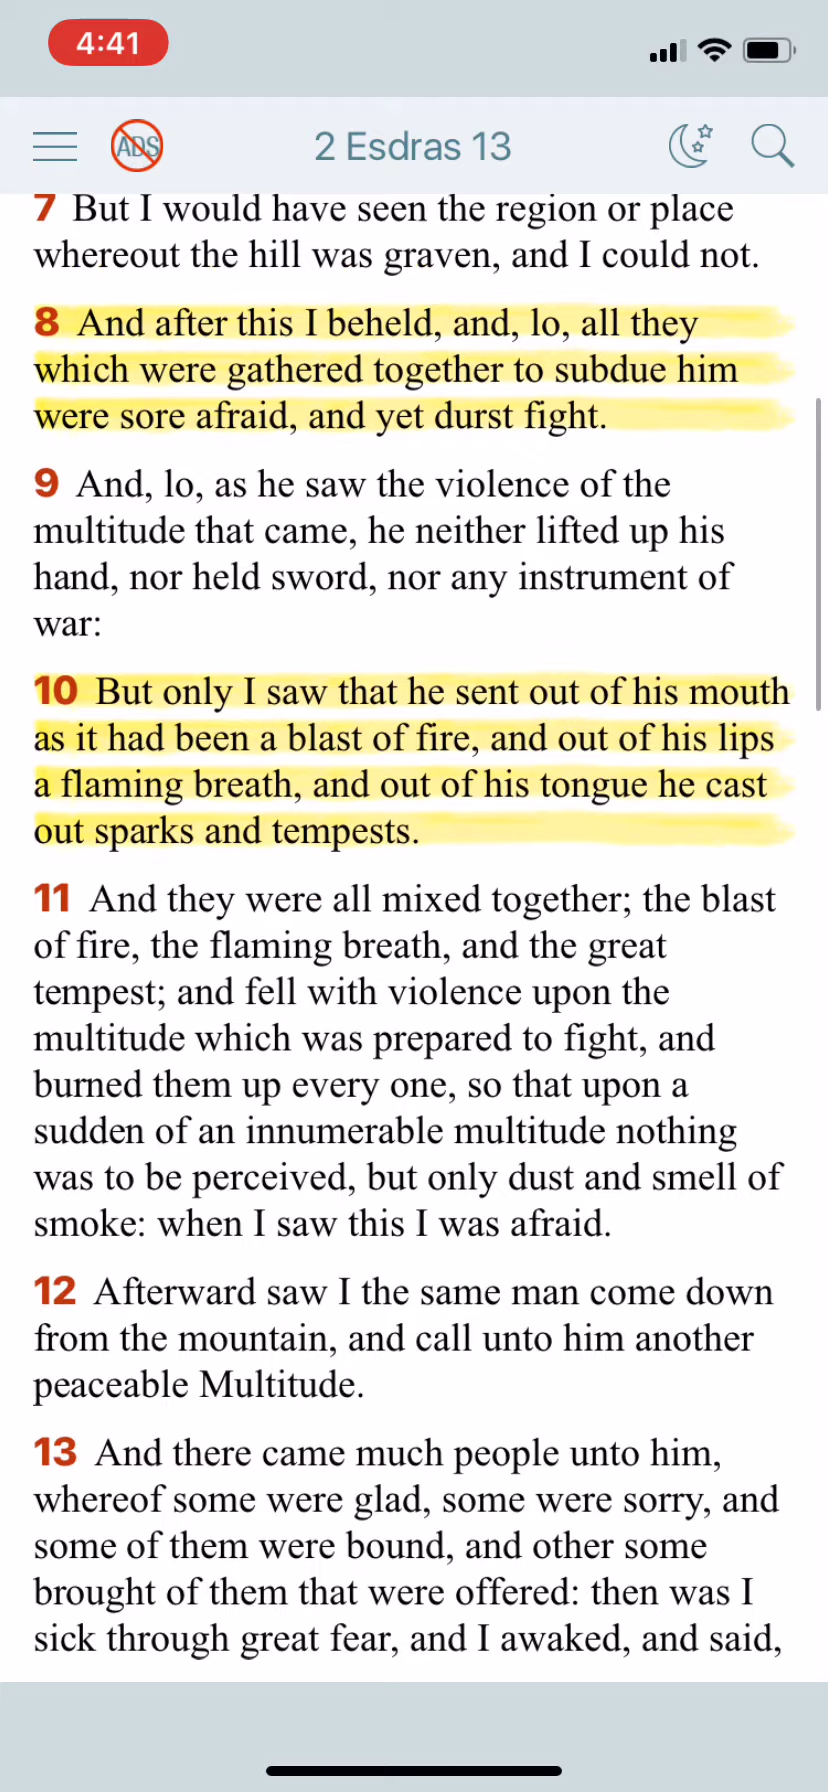 4:41
ADS
2 Esdras 13
7 But I would have seen the region or place
whereout the hill was graven, and I could not.
8 And after this I beheld, and, lo, all they
which were gathered together to subdue him
were sore afraid, and yet durst fight.
9 And, lo, as he saw the violence of the
multitude that came, he neither lifted up his
hand, nor held sword, nor any instrument of
war:
10 But only I saw that he sent out of his mouth
as it had been a blast of fire, and out of his lips
a flaming breath, and out of his tongue he cast
out sparks and tempests.
11 And they were all mixed together; the blast
of fire, the flaming breath, and the great
tempest; and fell with violence upon the
multitude which was prepared to fight, and
burned them up every one, so that upon a
sudden of an innumerable multitude nothing
was to be perceived, but only dust and smell of
smoke: when I saw this I was afraid.
12 Afterward saw I the same man come down
from the mountain, and call unto him another
peaceable Multitude.
13 And there came much people unto him,
whereof some were glad, some were sorry, and
some of them were bound, and other some
brought of them that were offered: then was I
sick through great fear, and I awaked, and said,